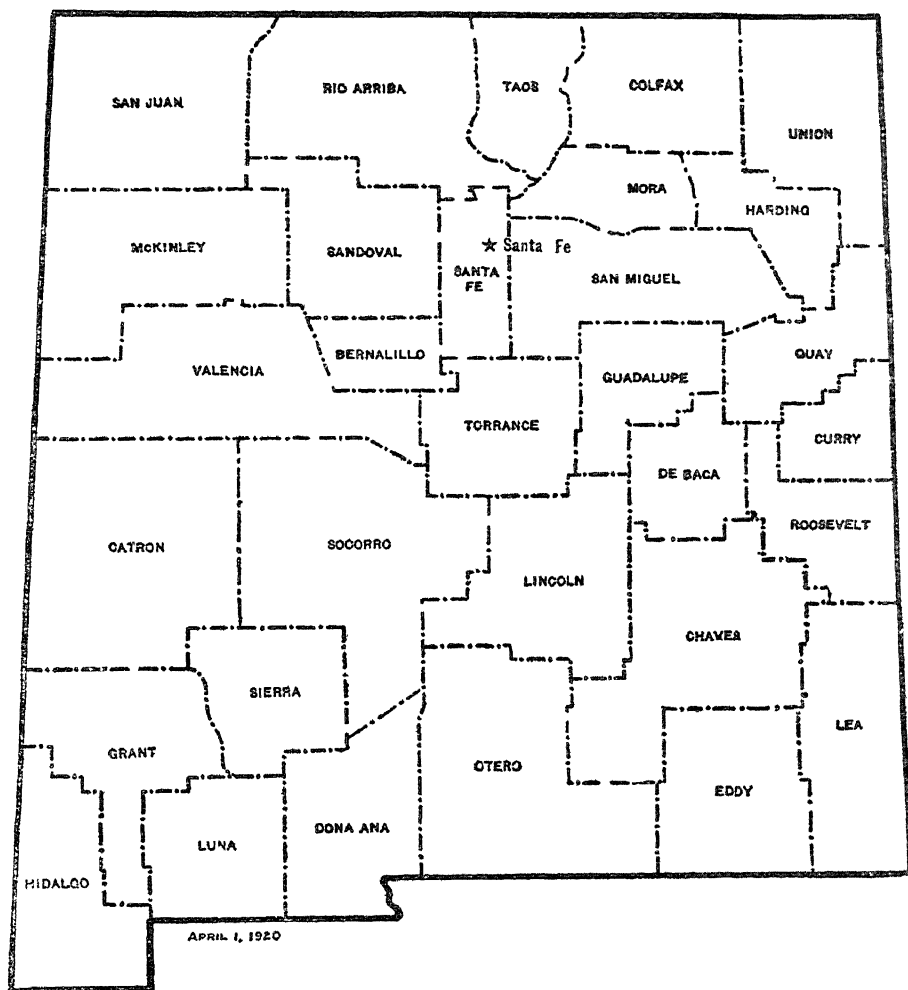 SAN JUAN
RIO ARRIBA
TAOS
COLFAX
UNION
MORA
HARDING
McKINLEY
SANDOVAL
Santa Fe
SANTA
FE
SAN MIGUEL
BERNALILLO
VALENCIA
GUADALUPE
QUAY
TORRANCE
CURRY
DE BACA
ROOSEVELT
CATRON
SOCORRO
LINCOLN
CHAVES
SIERRA
GRANT
LEA
OTERO
EDDY
DONA ANA
LUNA
HIDALGO
APRIL 1, 1920